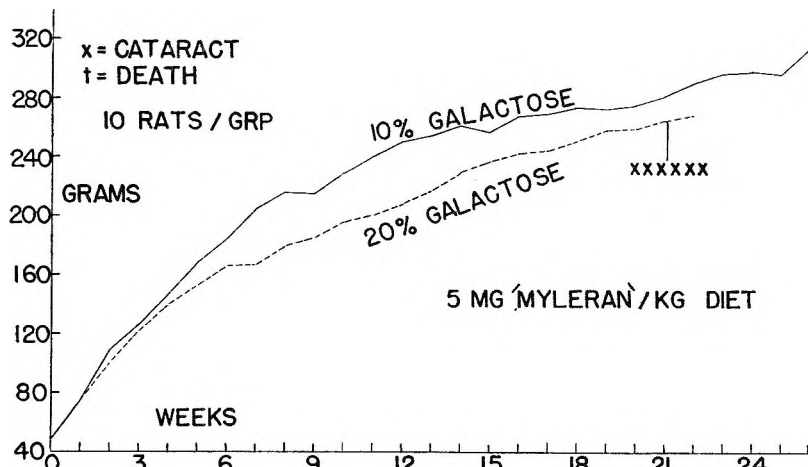 320
280
240
200
160
120
80
40
x = CATARACT
t = DEATH
10 RATS / GRP
GRAMS
10% GALACTOSE
20% GALACTOSE
xxxxxx
5 MG ‘MYLERAN’/KG DIET
WEEKS
0 3 6 9 12 15 18 21 24